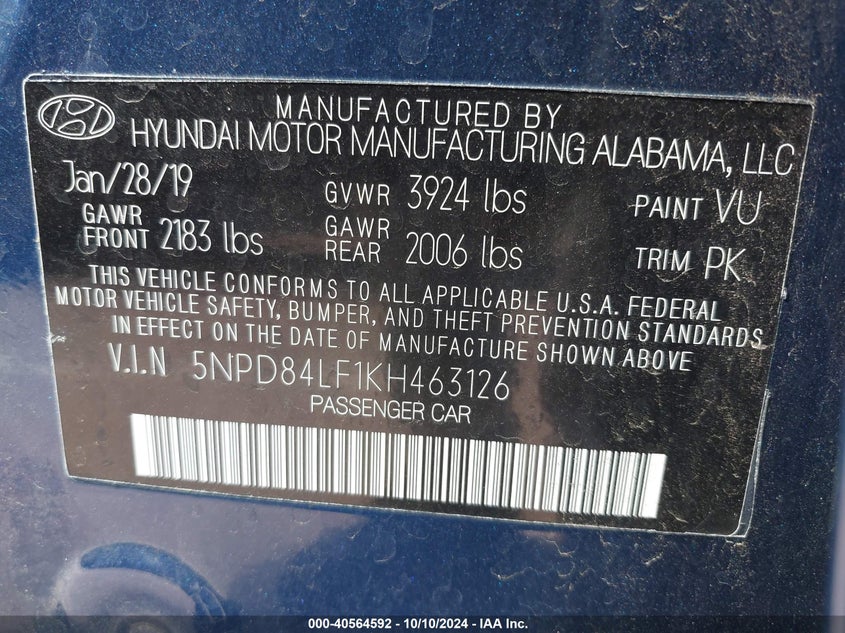 MANUFACTURED BY
HYUNDAI MOTOR MANUFACTURING ALABAMA, LLC
Jan/28/19 GVWR 3924 lbs PAINT VU
GAWR FRONT 2183 lbs GAWR REAR 2006 lbs TRIM PK
THIS VEHICLE CONFORMS TO ALL APPLICABLE U.S.A. FEDERAL
MOTOR VEHICLE SAFETY, BUMPER, AND THEFT PREVENTION STANDARDS
IN EFFECT ON THE DATE OF MANUFACTURE SHOWN ABOVE.
V.I.N 5NPD84LF1KH463126
PASSENGER CAR
000-40564592 - 10/10/2024 - IAA Inc.